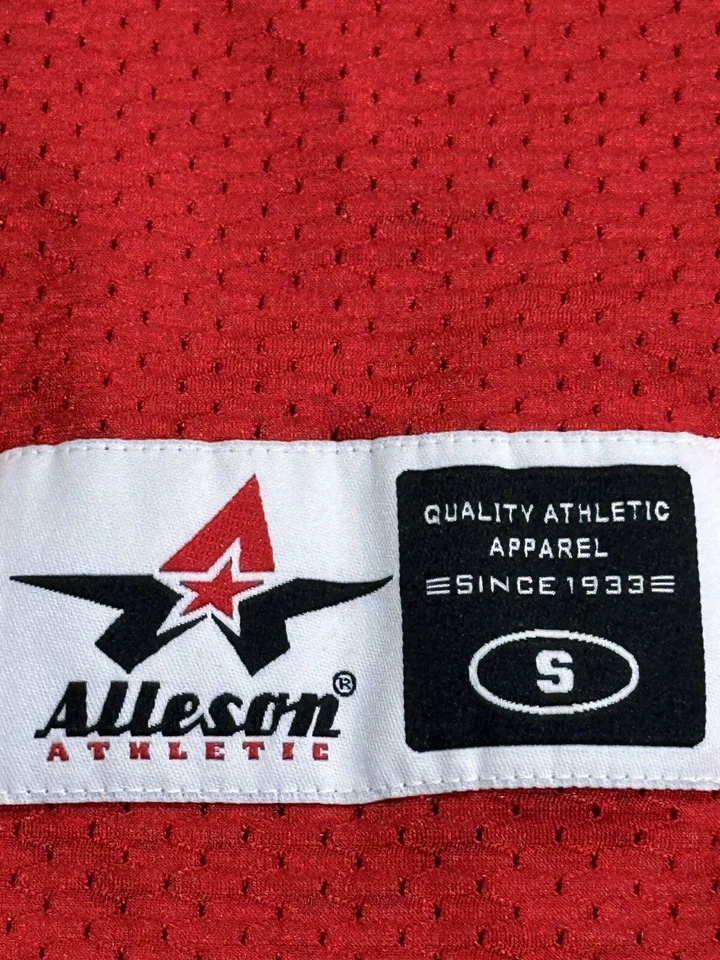 Alleson®
ATHLETIC
QUALITY ATHLETIC
APPAREL
SINCE 1933
S